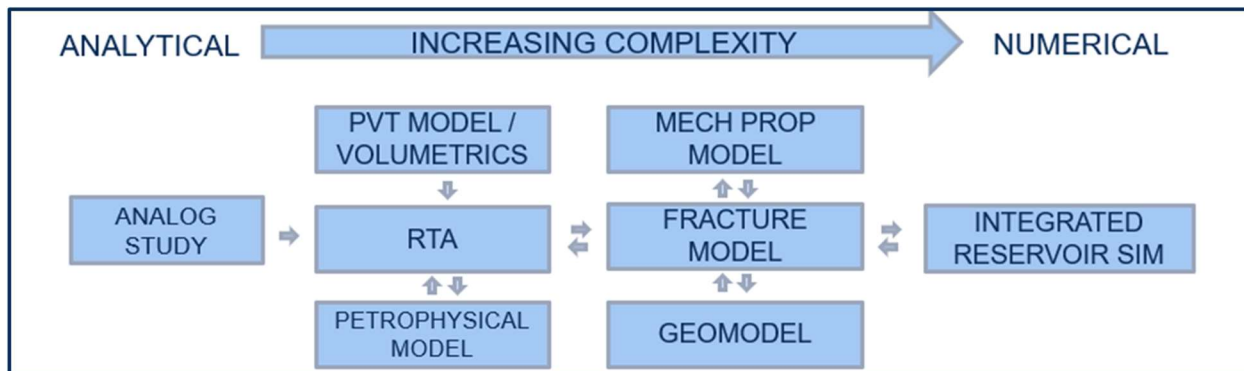 ANALYTICAL
INCREASING COMPLEXITY
NUMERICAL
PVT MODEL /
VOLUMETRICS
MECH PROP
MODEL
ANALOG
STUDY
RTA
FRACTURE
MODEL
INTEGRATED
RESERVOIR SIM
PETROPHYSICAL
MODEL
GEOMODEL